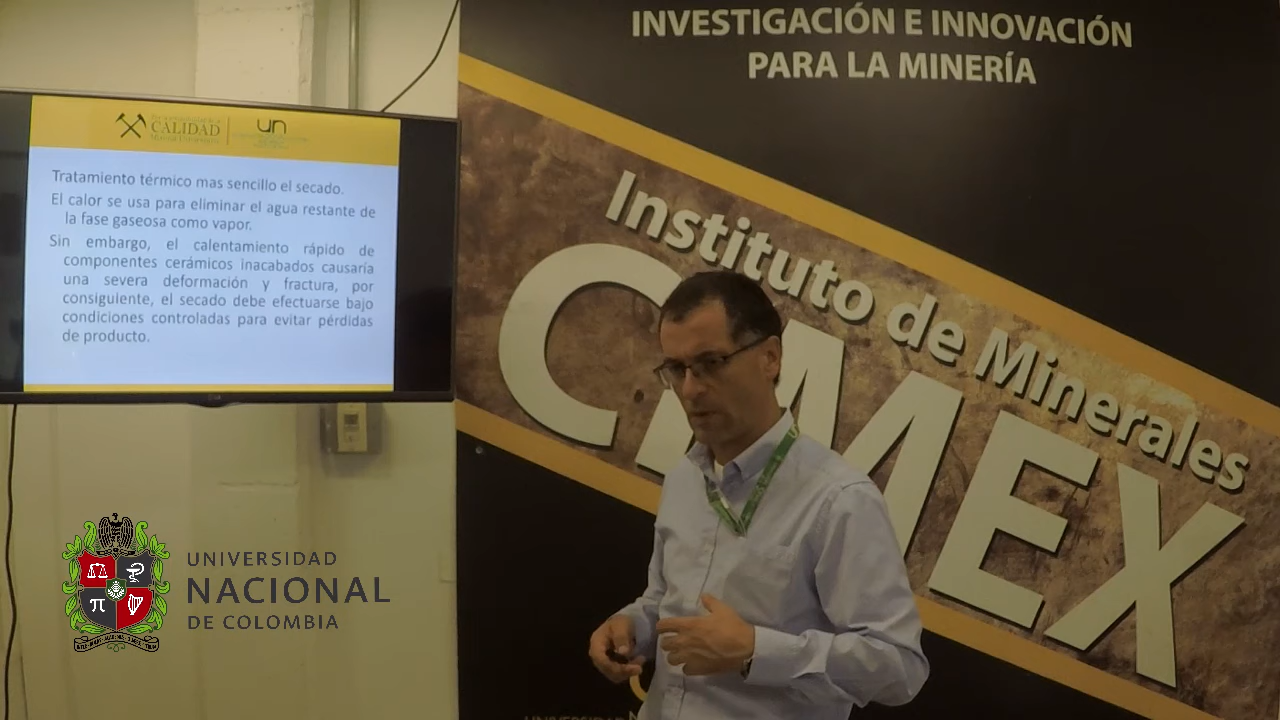 INVESTIGACIÓN E INNOVACIÓN
PARA LA MINERÍA
Instituto de Minerales
CIMEX
CALIDAD
un
Tratamiento térmico mas sencillo el secado.
El calor se usa para eliminar el agua restante de
la fase gaseosa como vapor.
Sin embargo, el calentamiento rápido de
componentes cerámicos inacabados causaría
una severa deformación y fractura, por
consiguiente, el secado debe efectuarse bajo
condiciones controladas para evitar pérdidas
de producto.
UNIVERSIDAD
NACIONAL
DE COLOMBIA